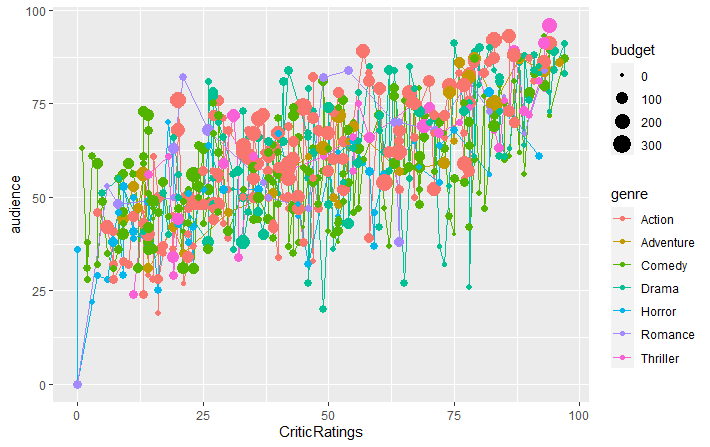 100
75
50
25
0
audience
0
25
50
75
100
CriticRatings
budget
0
100
200
300
genre
Action
Adventure
Comedy
Drama
Horror
Romance
Thriller